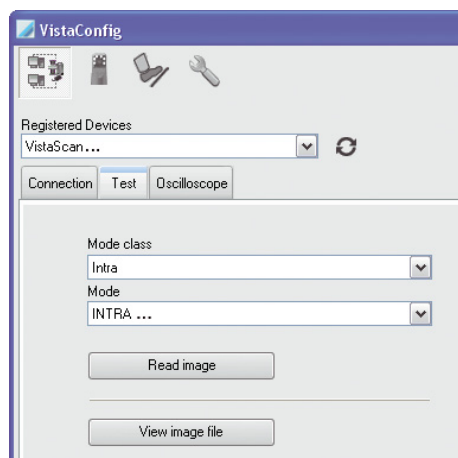 VistaConfig
Registered Devices
VistaScan...
Connection Test Oscilloscope
Mode class
Intra
Mode
INTRA ...
Read image
View image file